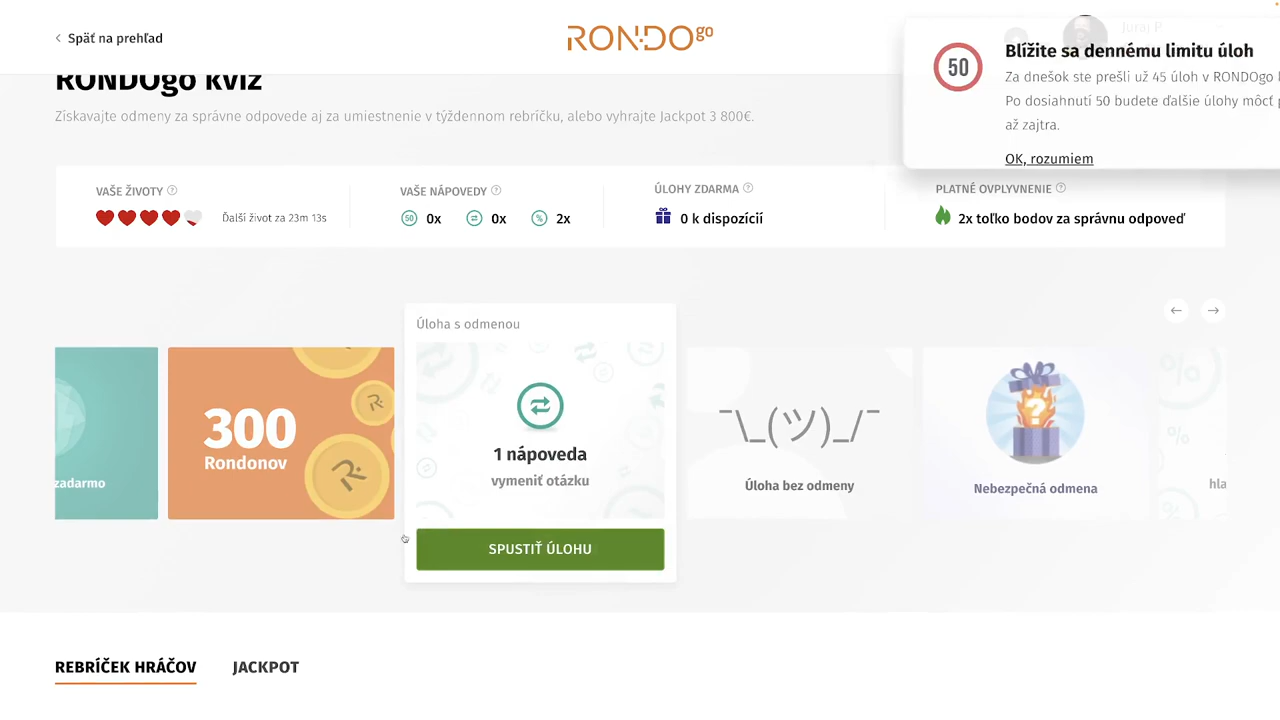 Späť na prehľad
RONDOgo
Juraj P
Blížite sa dennému limitu úloh
50
Za dnešok ste prešli už 45 úloh v RONDOgo
Po dosiahnutí 50 budete ďalšie úlohy môcť
až zajtra.
OK, rozumiem
RONDOgo kvíz
Získavajte odmeny za správne odpovede aj za umiestnenie v týždennom rebríčku, alebo vyhrajte Jackpot 3 800€.
VAŠE ŽIVOTY
Ďalší život za 23m 13s
VAŠE NÁPOVEDY
50 0x
0x
% 2x
ÚLOHY ZDARMA
0 k dispozícií
PLATNÉ OVPLYVNENIE
2x toľko bodov za správnu odpoveď
zadarmo
300
Rondonov
Úloha s odmenou
1 nápoveda
vymeniť otázku
SPUSTIŤ ÚLOHU
¯\_(ツ)_/¯
Úloha bez odmeny
?
Nebezpečná odmena
%
hla
REBRÍČEK HRÁČOV
JACKPOT